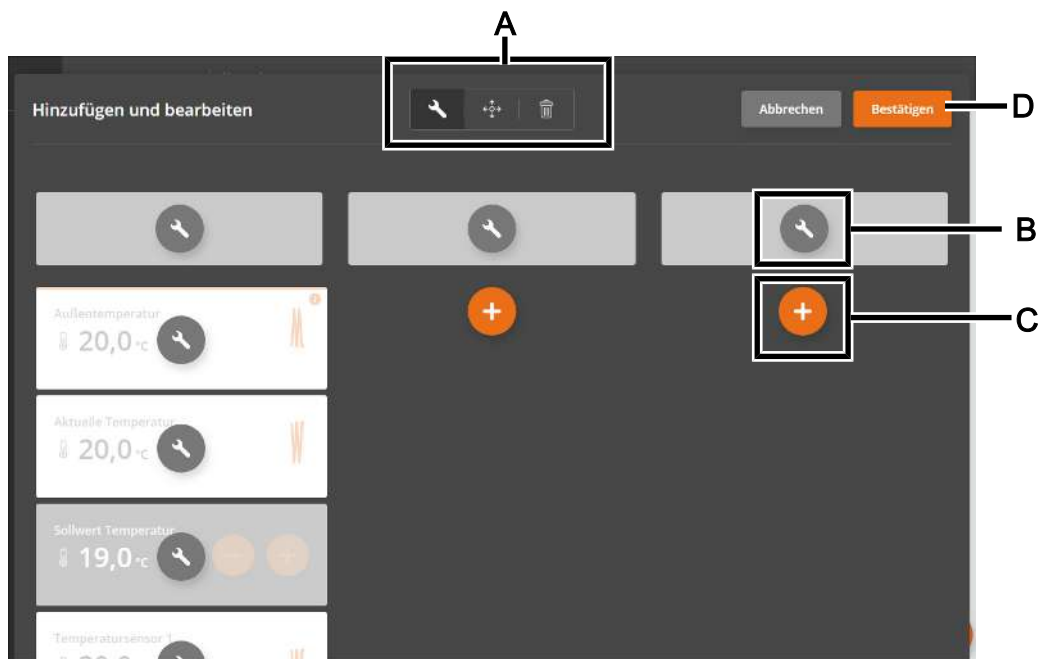 A
Hinzufügen und bearbeiten
Abbrechen
Bestätigen
D
B
Außentemperatur
20,0 °C
C
Aktuelle Temperatur
20,0 °C
Sollwert Temperatur
19,0 °C
Temperatursensor 1